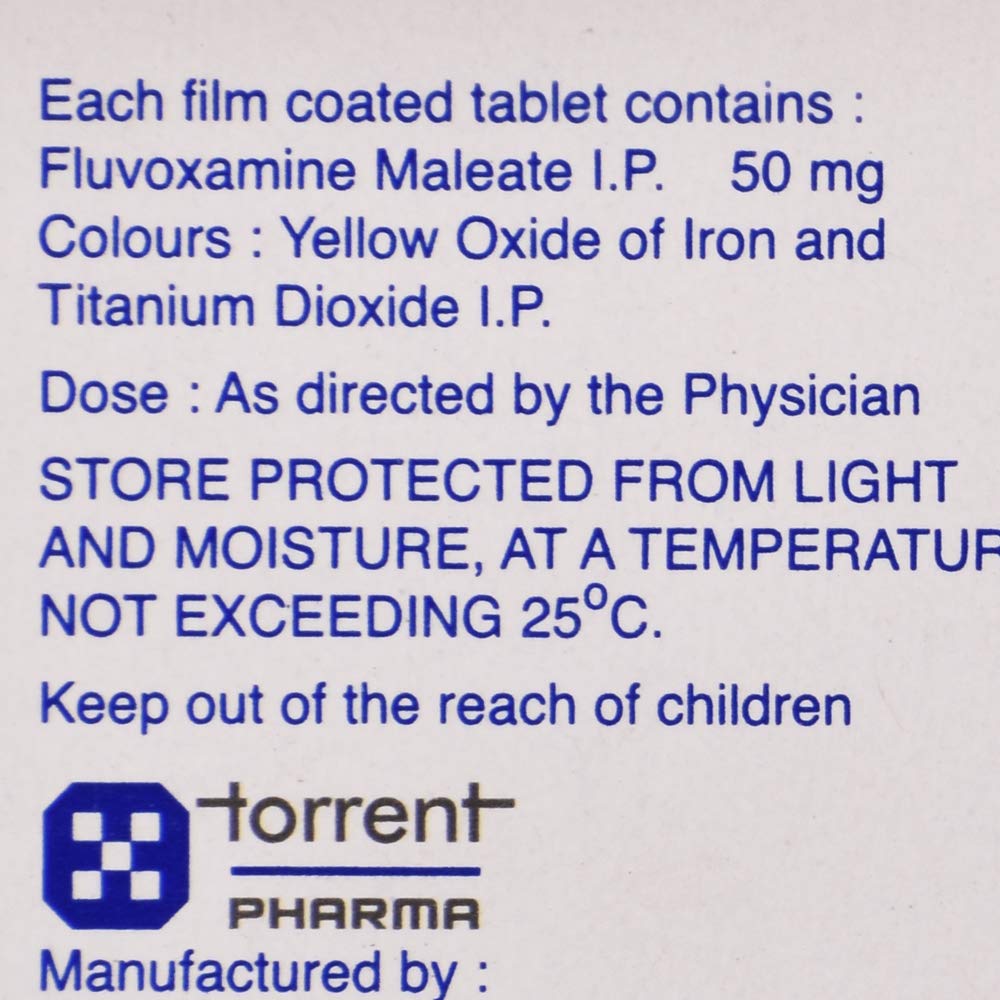 Each film coated tablet contains :
Fluvoxamine Maleate I.P. 50 mg
Colours : Yellow Oxide of Iron and
Titanium Dioxide I.P.
Dose : As directed by the Physician
STORE PROTECTED FROM LIGHT
AND MOISTURE, AT A TEMPERATUR
NOT EXCEEDING 25°C.
Keep out of the reach of children
torrent
PHARMA
Manufactured by :